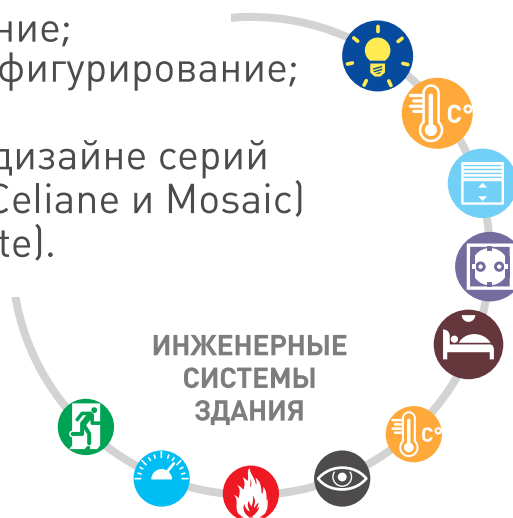 ние;
фигурирование;
дизайне серий
Celiane и Mosaic)
te).
C°
ИНЖЕНЕРНЫЕ
СИСТЕМЫ
ЗДАНИЯ
C°